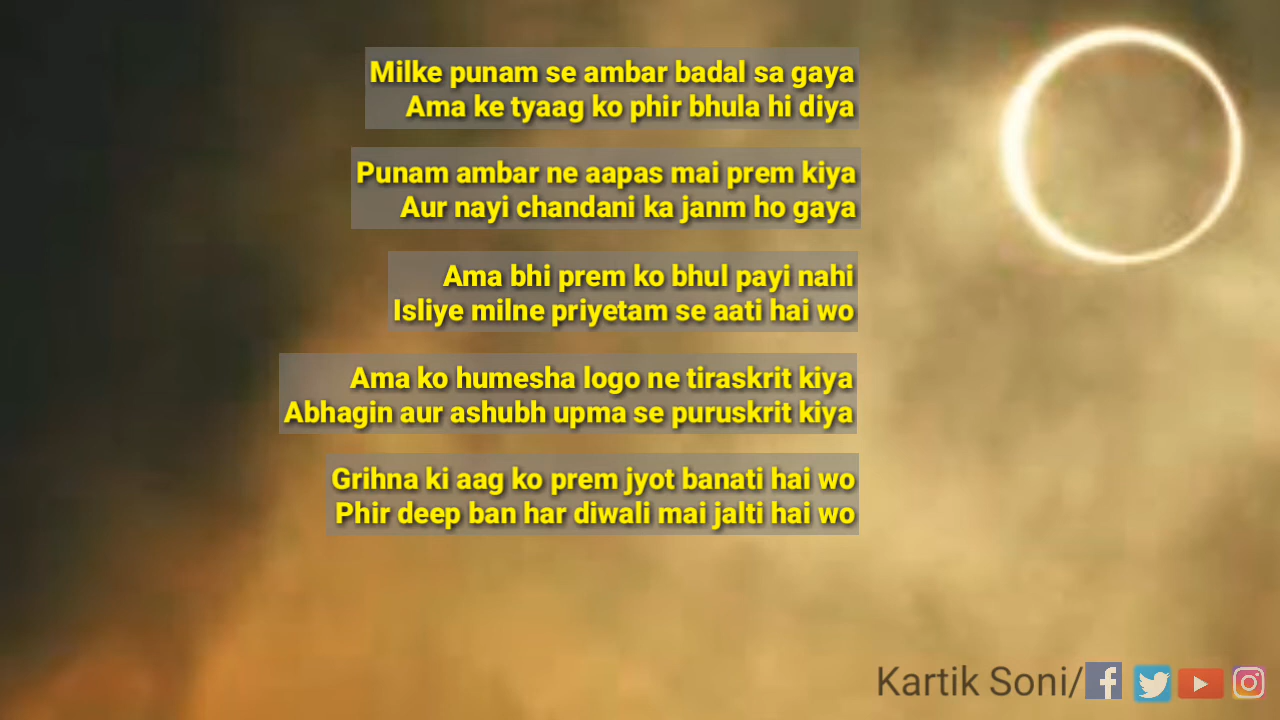 Milke punam se ambar badal sa gaya
Ama ke tyaag ko phir bhula hi diya
Punam ambar ne aapas mai prem kiya
Aur nayi chandani ka janm ho gaya
Ama bhi prem ko bhul payi nahi
Isliye milne priyetam se aati hai wo
Ama ko humesha logo ne tiraskrit kiya
Abhagin aur ashubh upma se puruskrit kiya
Grihna ki aag ko prem jyot banati hai wo
Phir deep ban har diwali mai jalti hai wo
Kartik Soni/